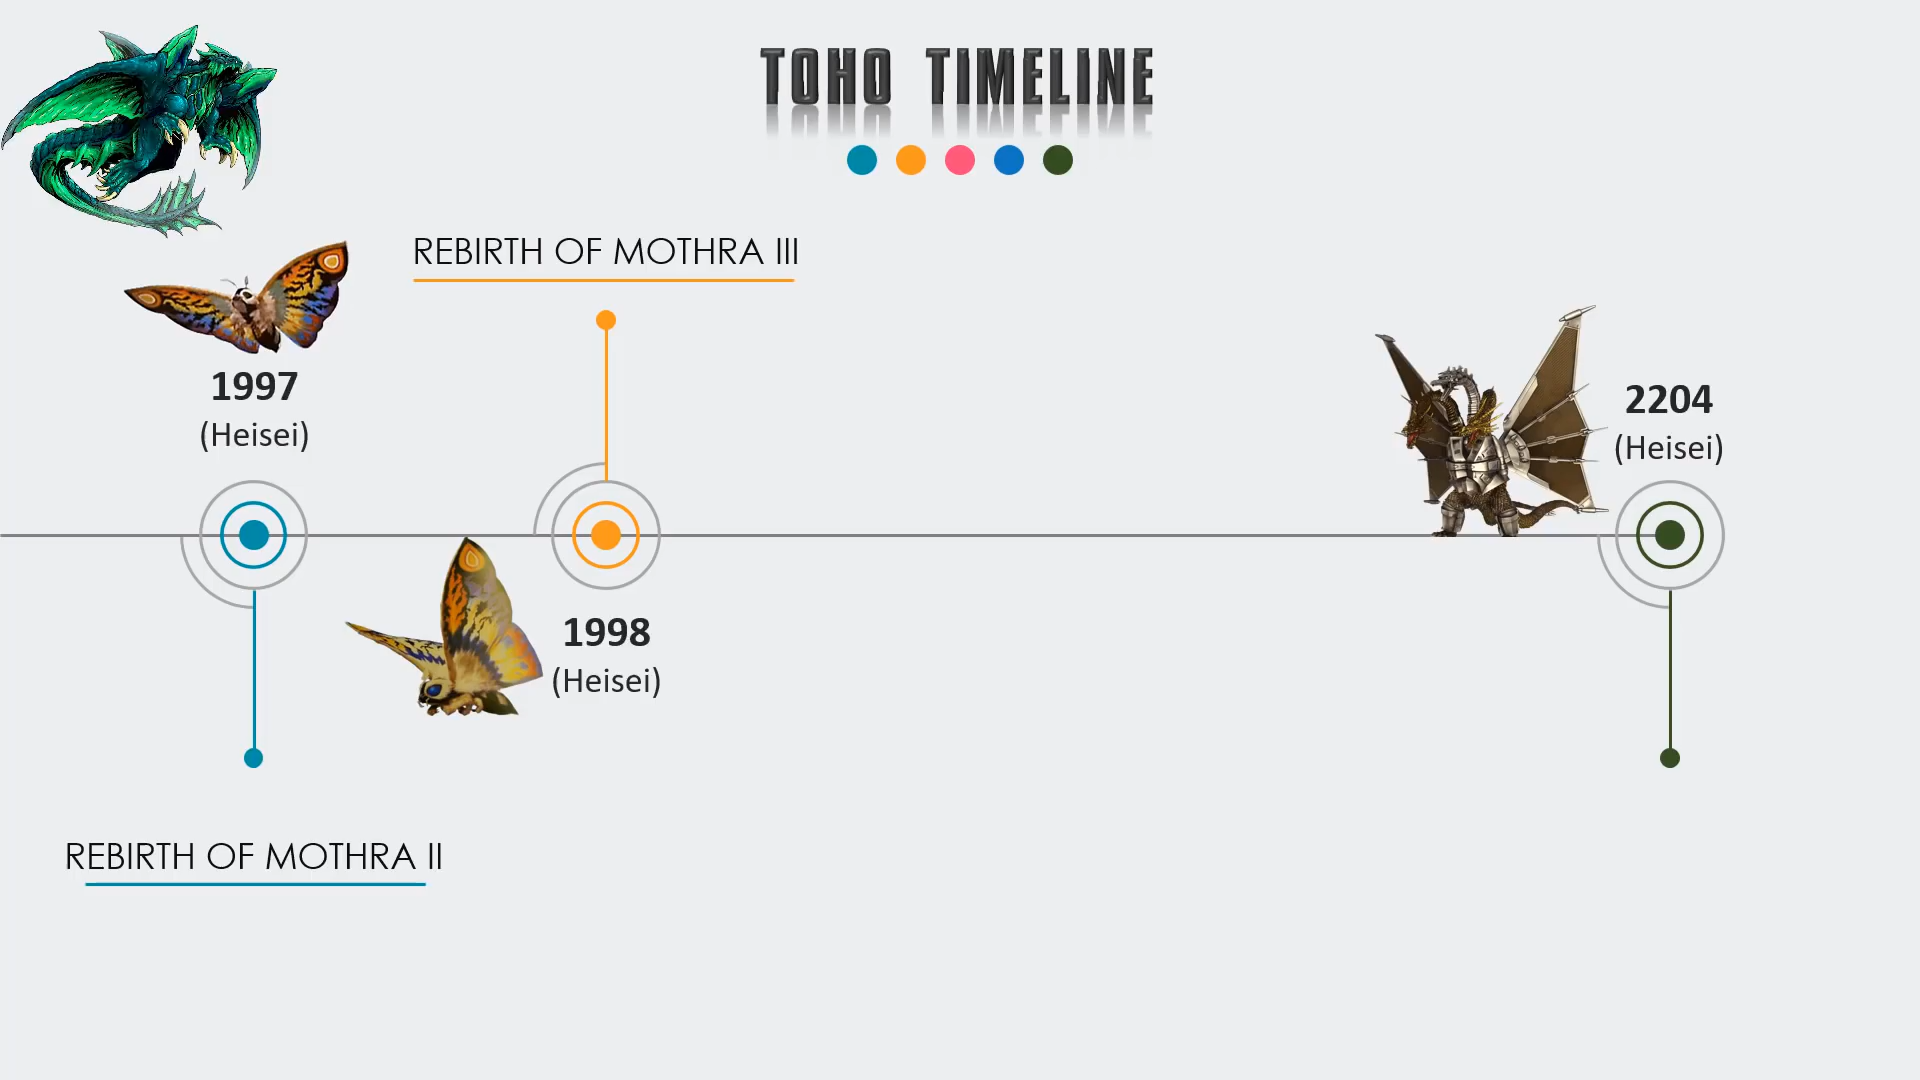 TOHO TIMELINE
REBIRTH OF MOTHRA III
1997
(Heisei)
2204
(Heisei)
1998
(Heisei)
REBIRTH OF MOTHRA II